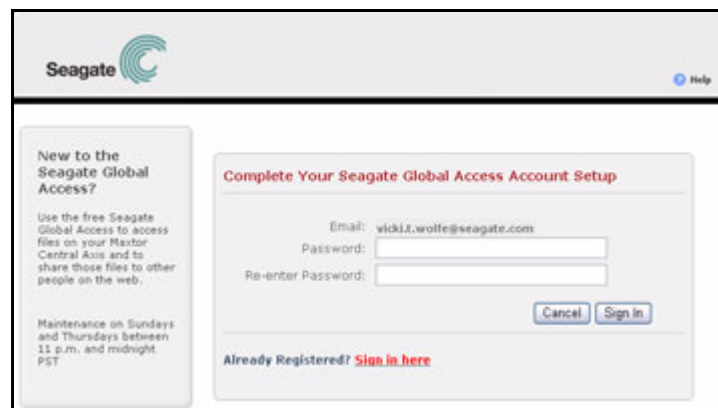 Seagate
Help
New to the
Seagate Global
Access?
Use the free Seagate
Global Access to access
files on your Maxtor
Central Axis and to
share those files to other
people on the web.
Maintenance on Sundays
and Thursdays between
11 p.m. and midnight
PST
Complete Your Seagate Global Access Account Setup
Email: vicki.t.wolfe@seagate.com
Password:
Re-enter Password:
Cancel Sign In
Already Registered? Sign in here